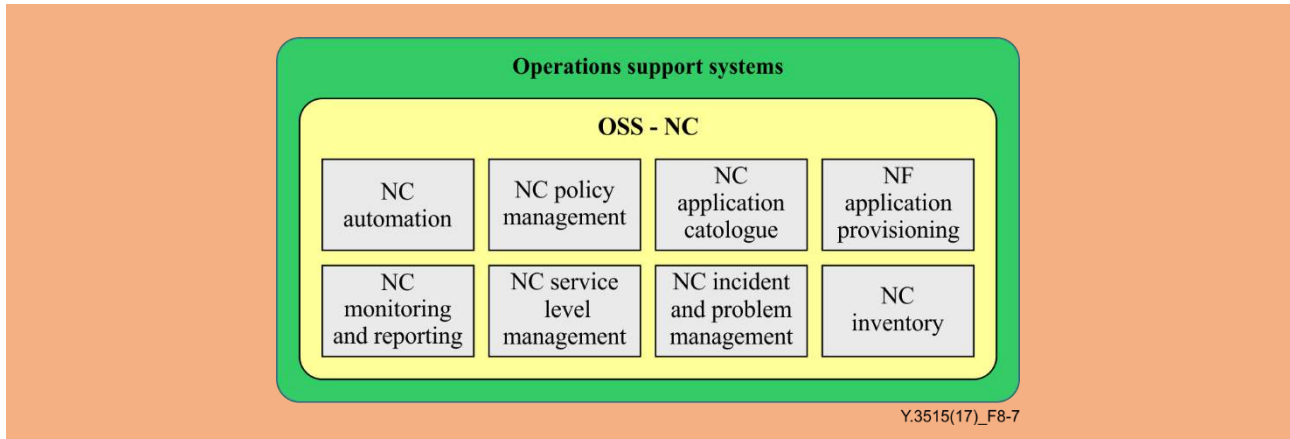 Operations support systems
OSS - NC
NC
automation
NC policy
management
NC
application
catologue
NF
application
provisioning
NC
monitoring
and reporting
NC service
level
management
NC incident
and problem
management
NC
inventory
Y.3515(17)_F8-7